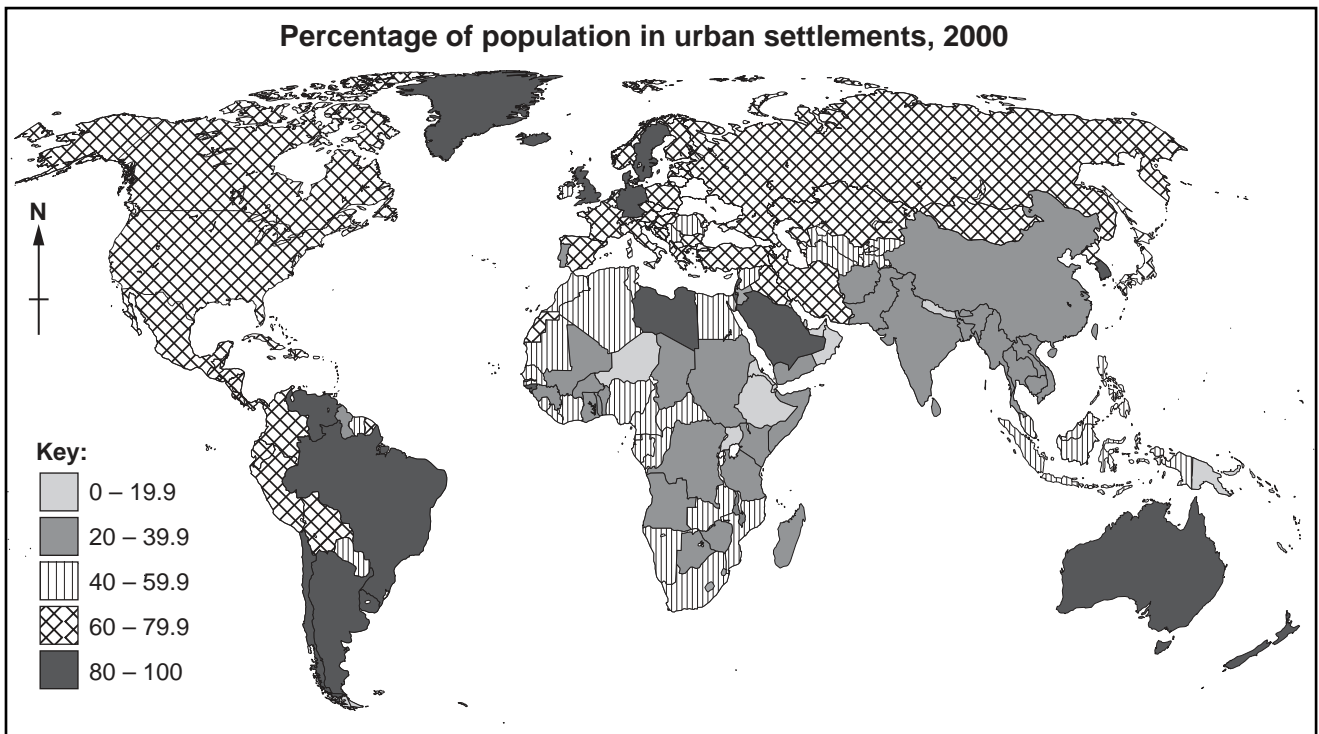 Percentage of population in urban settlements, 2000
N
Key:
0 – 19.9
20 – 39.9
40 – 59.9
60 – 79.9
80 – 100